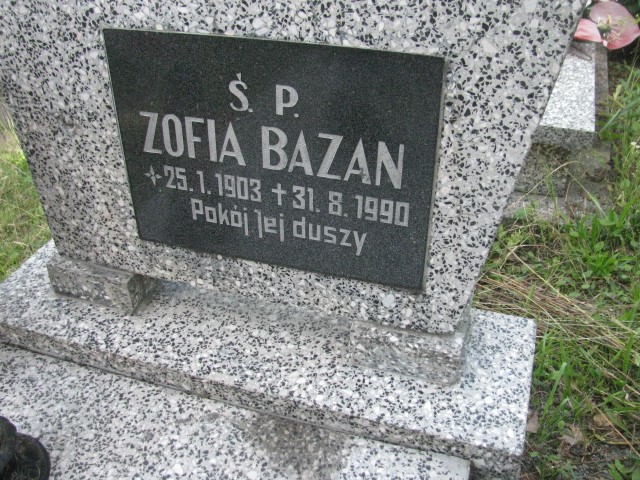 Ś. P.
ZOFIA BAZAN
25. 1. 1903 † 31. 8. 1990
Pokój Jej duszy